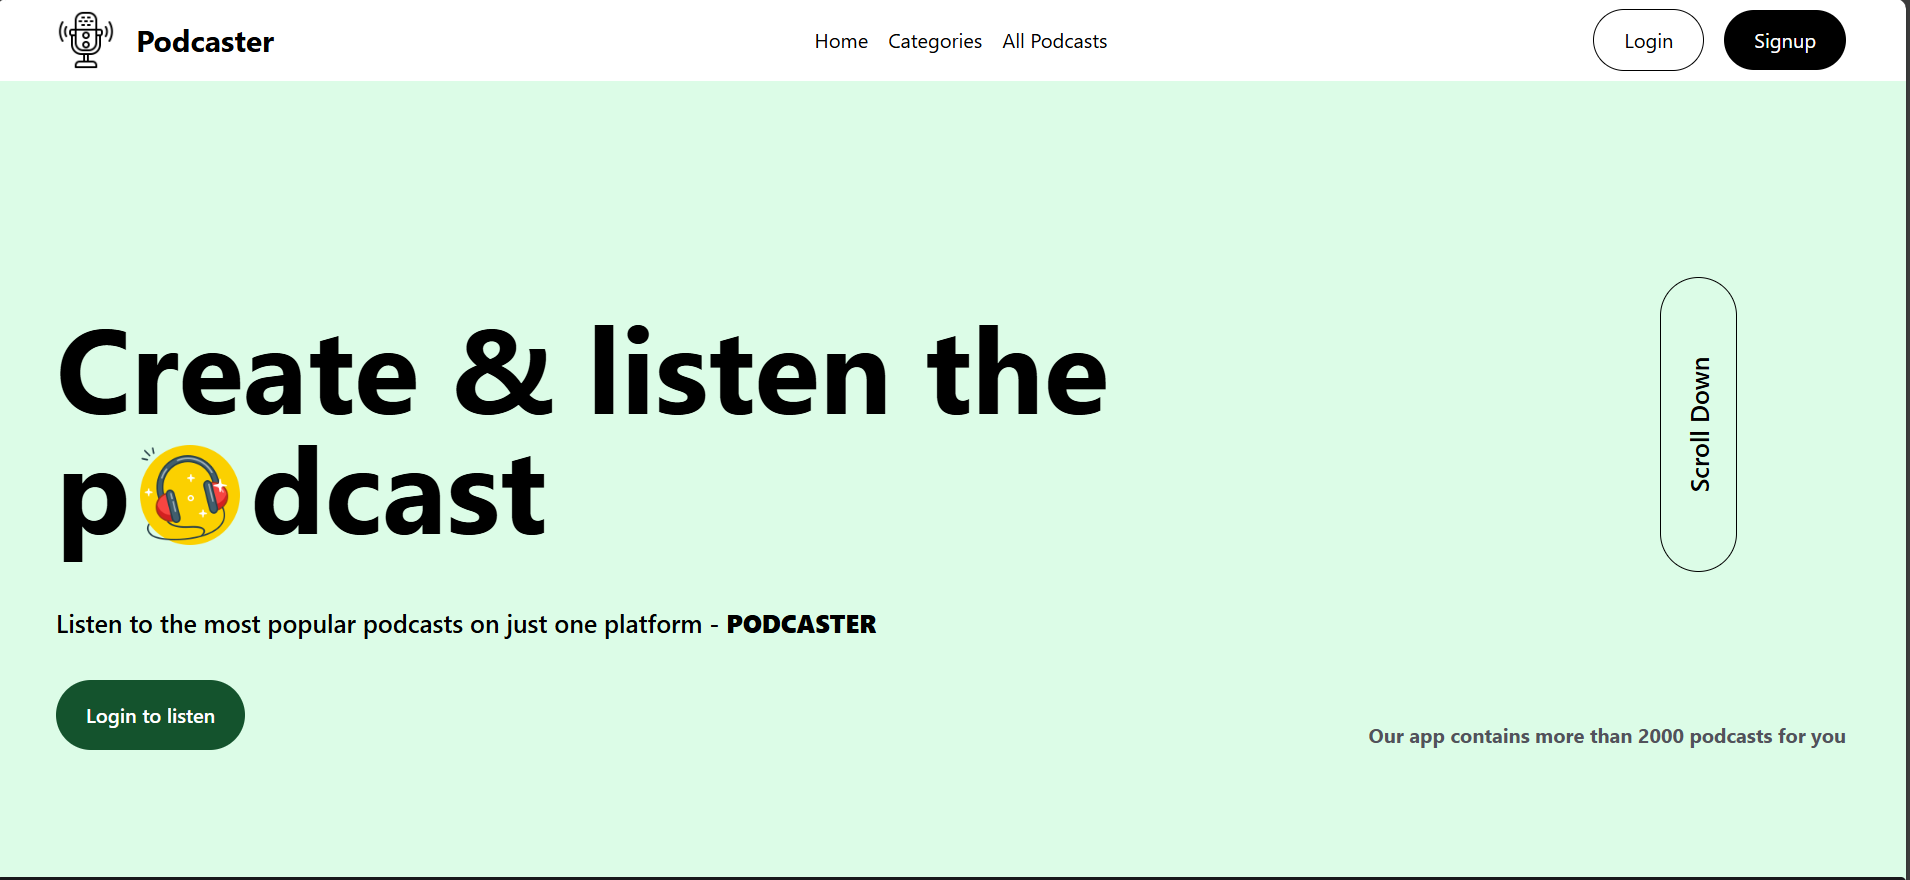 Podcaster
Home Categories All Podcasts
Login
Signup
Create & listen the
p dcast
Scroll Down
Listen to the most popular podcasts on just one platform - PODCASTER
Login to listen
Our app contains more than 2000 podcasts for you